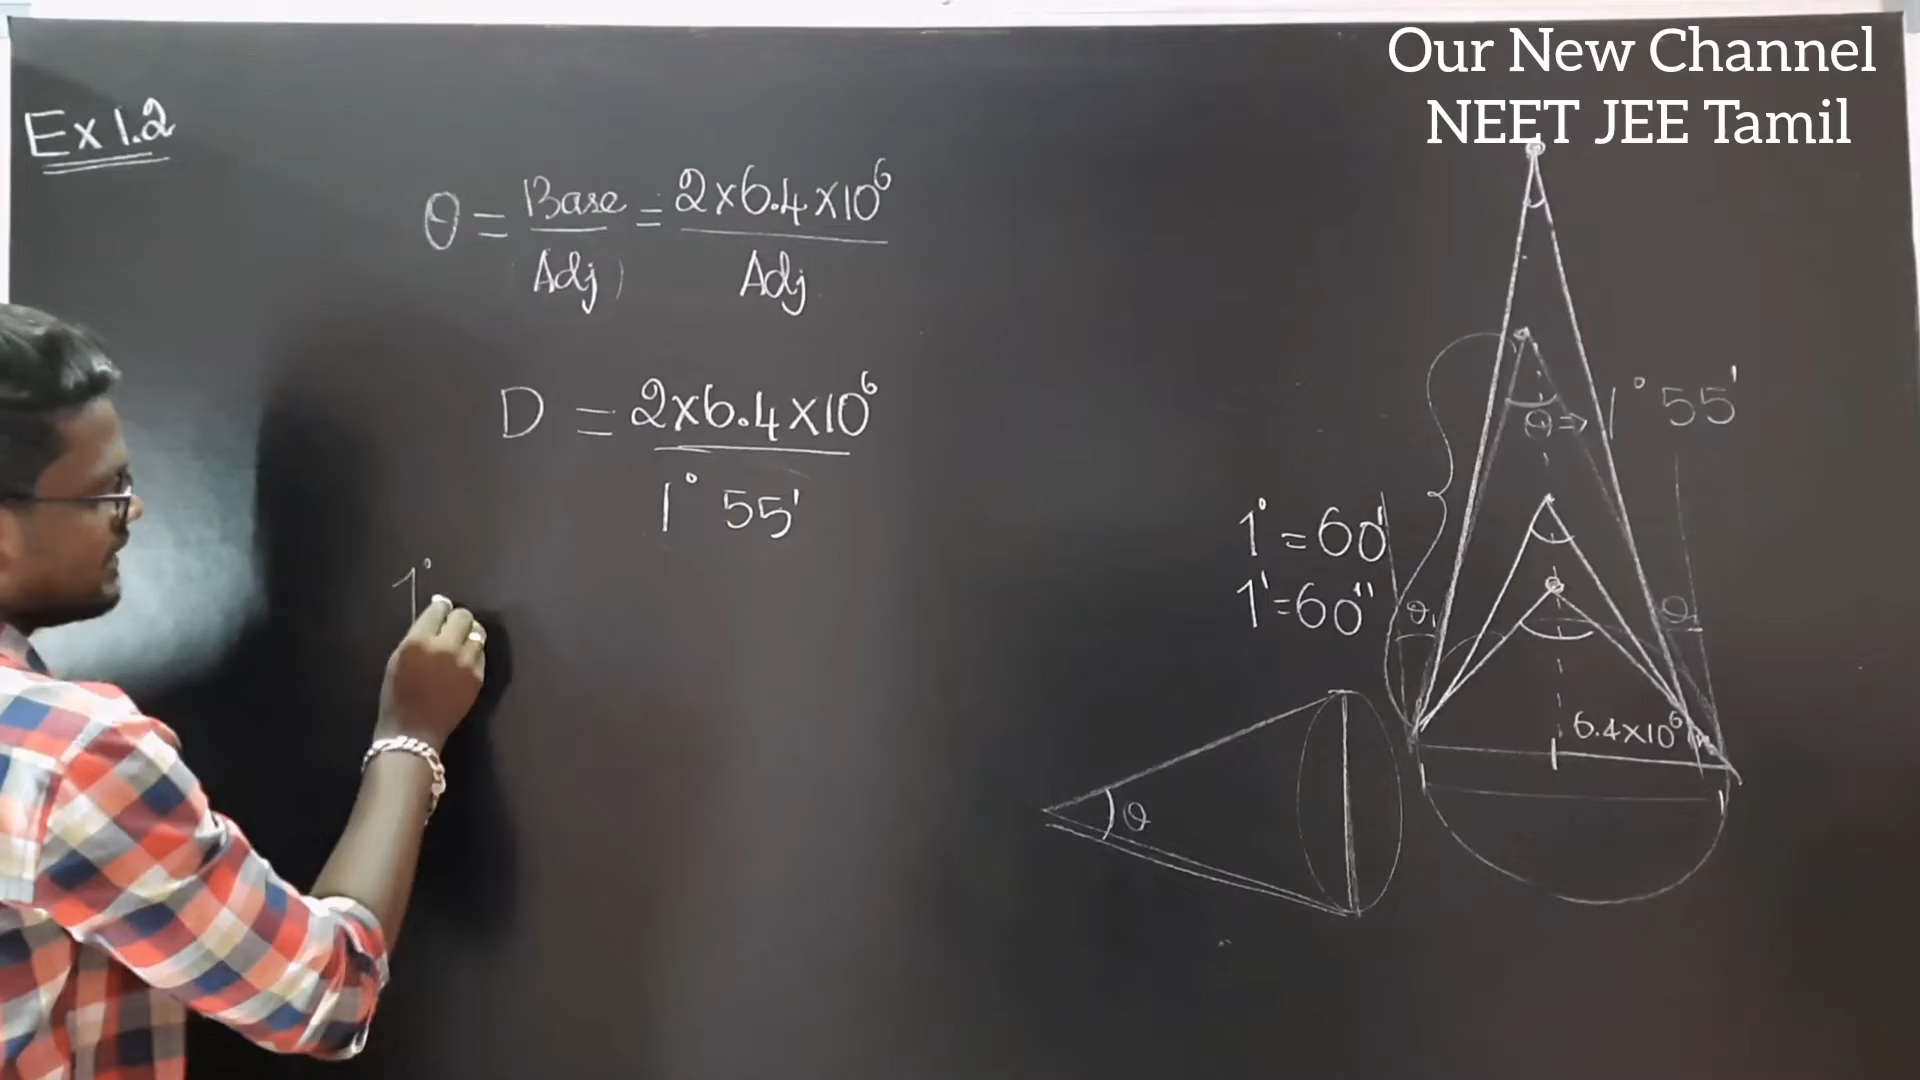 Our New Channel
NEET JEE Tamil
Ex 1.2
θ = Base/Adj = 2×6.4×10⁶/Adj
D = 2×6.4×10⁶/1° 55'
1°
θ ⇒ 1° 55'
1° = 60'
1' = 60''
θ₁
θ
6.4×10⁶ m
θ